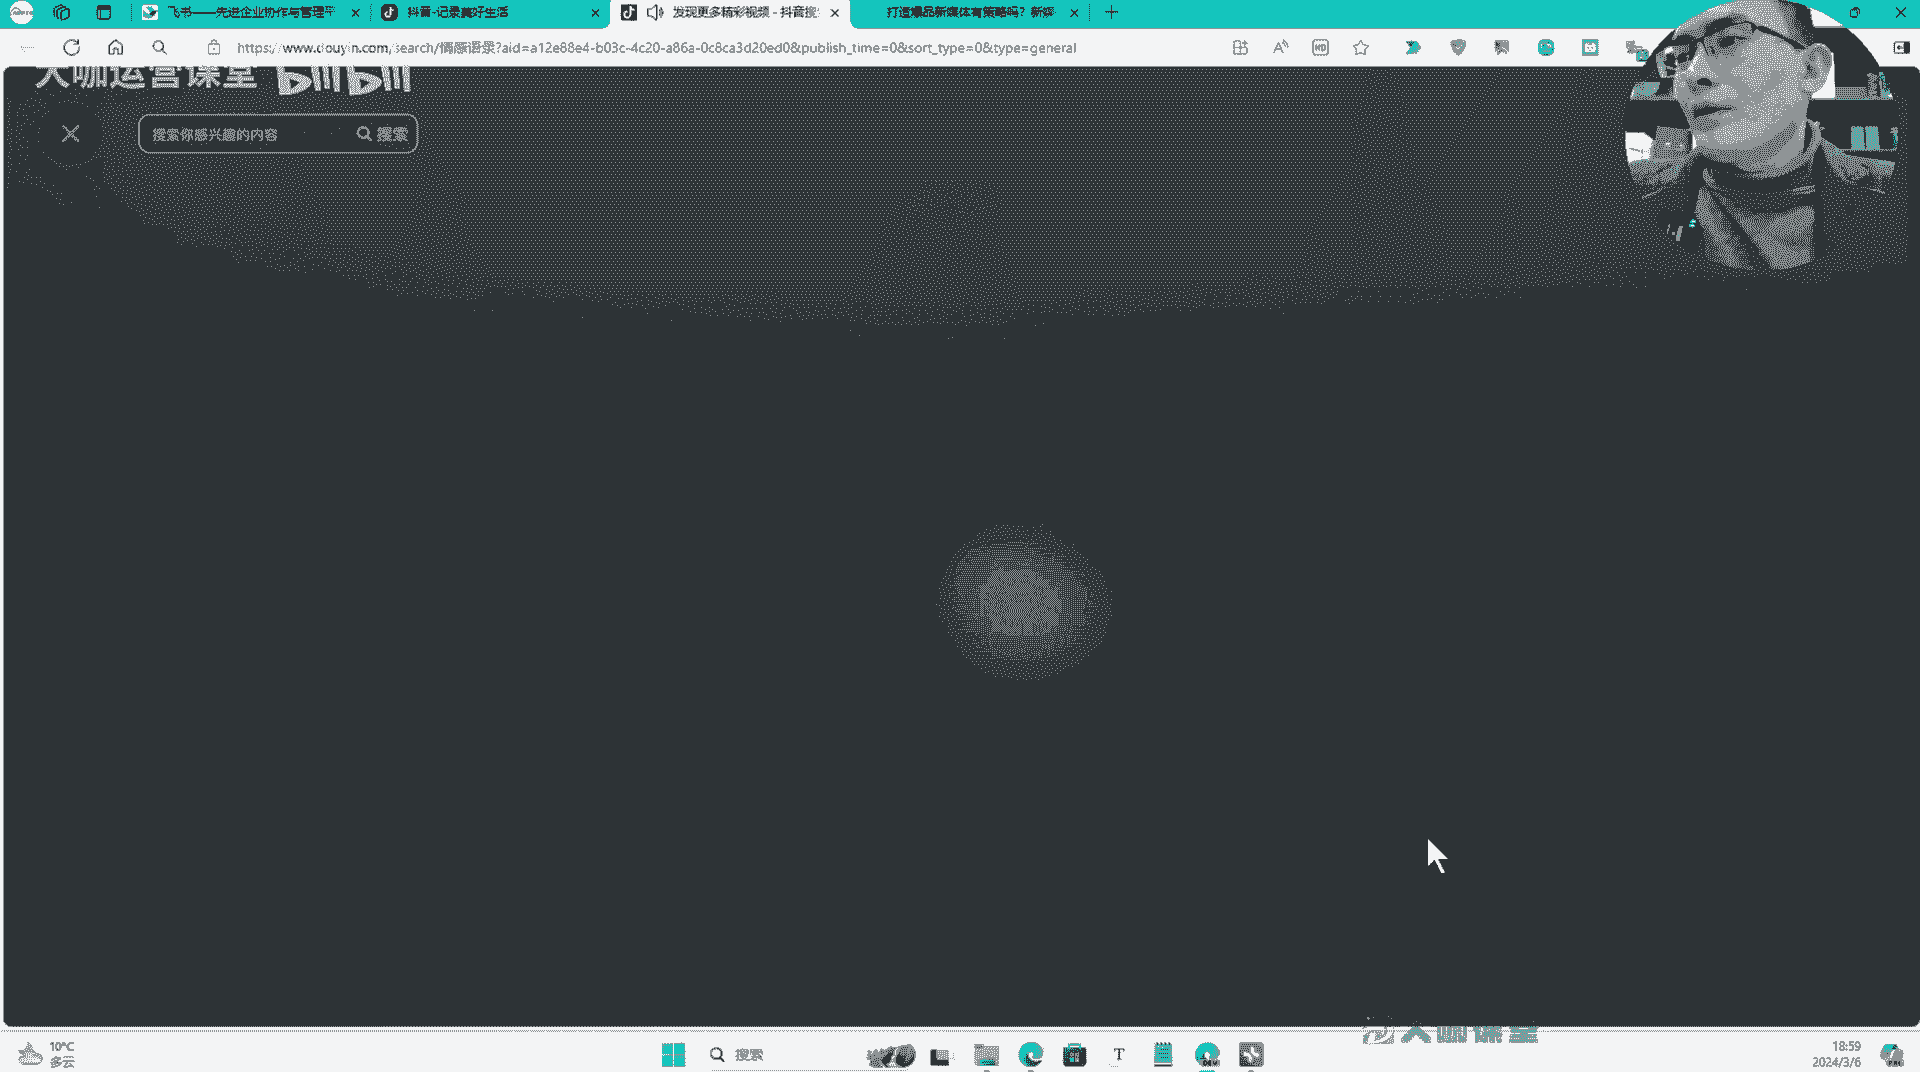 飞书——先进企业协作与管理平
抖音-记录美好生活
发现更多精彩视频 - 抖音搜
打造爆品新媒体有策略吗？新媒
https://www.douyin.com/search/情感语录?aid=a12e88e4-b03c-4c20-a86a-0c8ca3d20ed0&publish_time=0&sort_type=0&type=general
大咖运营课堂 bilibili
搜索你感兴趣的内容
搜索
大咖课堂
10°C
多云
搜索
18:59
2024/3/6